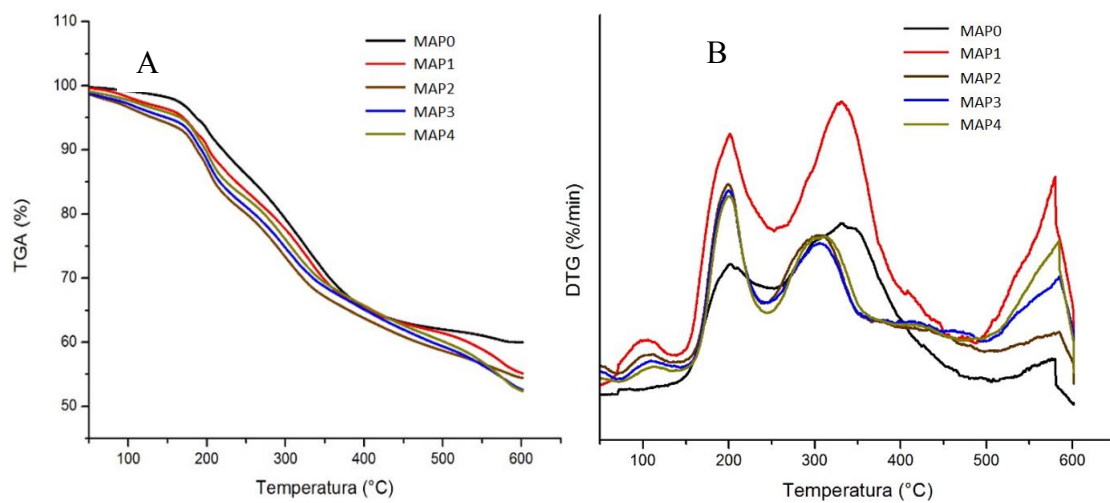 A
MAP0
MAP1
MAP2
MAP3
MAP4
TGA (%)
110
100
90
80
70
60
50
100 200 300 400 500 600
Temperatura (°C)
B
MAP0
MAP1
MAP2
MAP3
MAP4
DTG (%/min)
100 200 300 400 500 600
Temperatura (°C)